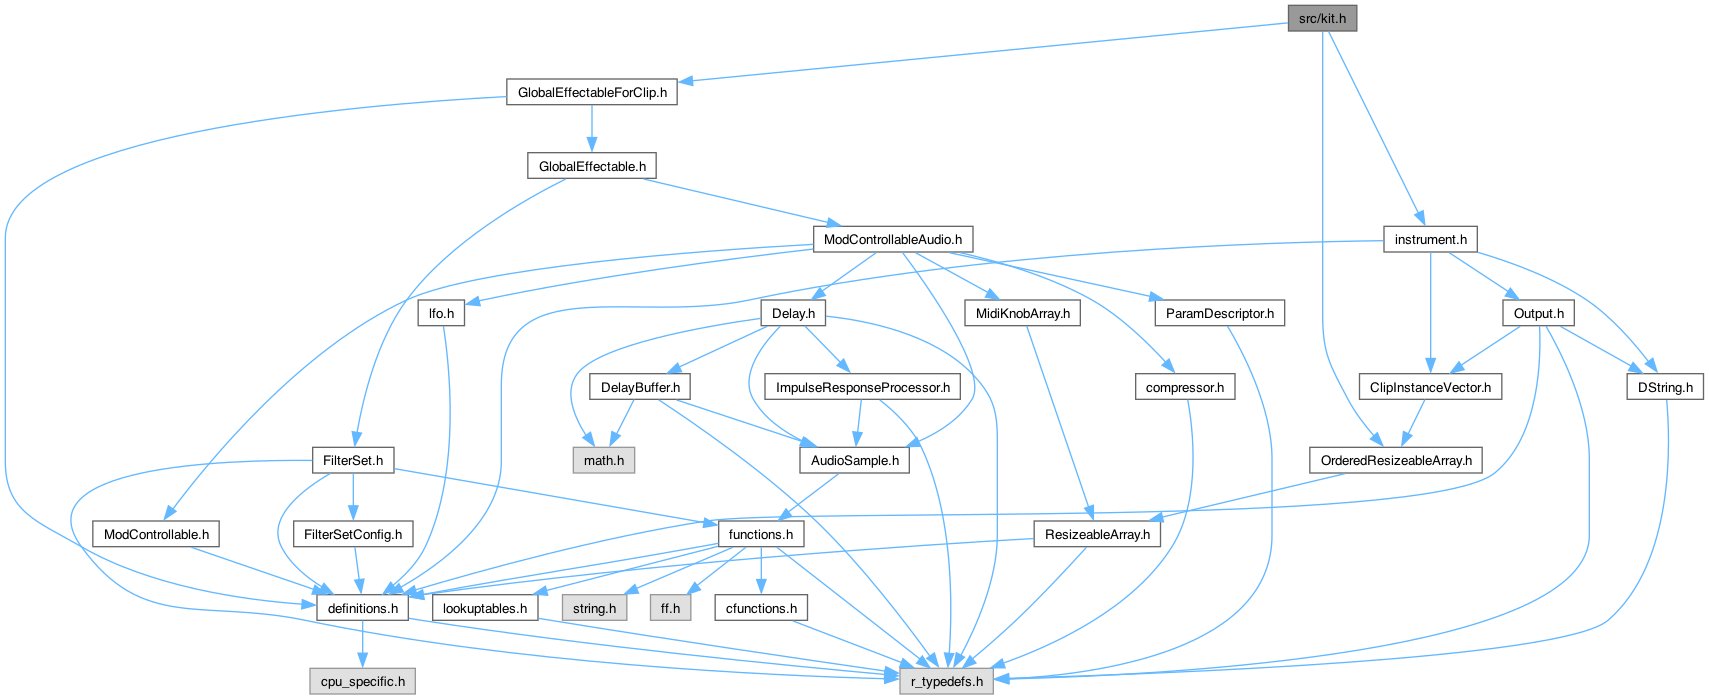 src/kit.h
GlobalEffectableForClip.h
GlobalEffectable.h
ModControllableAudio.h
instrument.h
lfo.h
Delay.h
MidiKnobArray.h
ParamDescriptor.h
Output.h
DelayBuffer.h
ImpulseResponseProcessor.h
compressor.h
ClipInstanceVector.h
DString.h
FilterSet.h
math.h
AudioSample.h
OrderedResizeableArray.h
ModControllable.h
FilterSetConfig.h
functions.h
ResizeableArray.h
definitions.h
lookuptables.h
string.h
ff.h
cfunctions.h
cpu_specific.h
r_typedefs.h